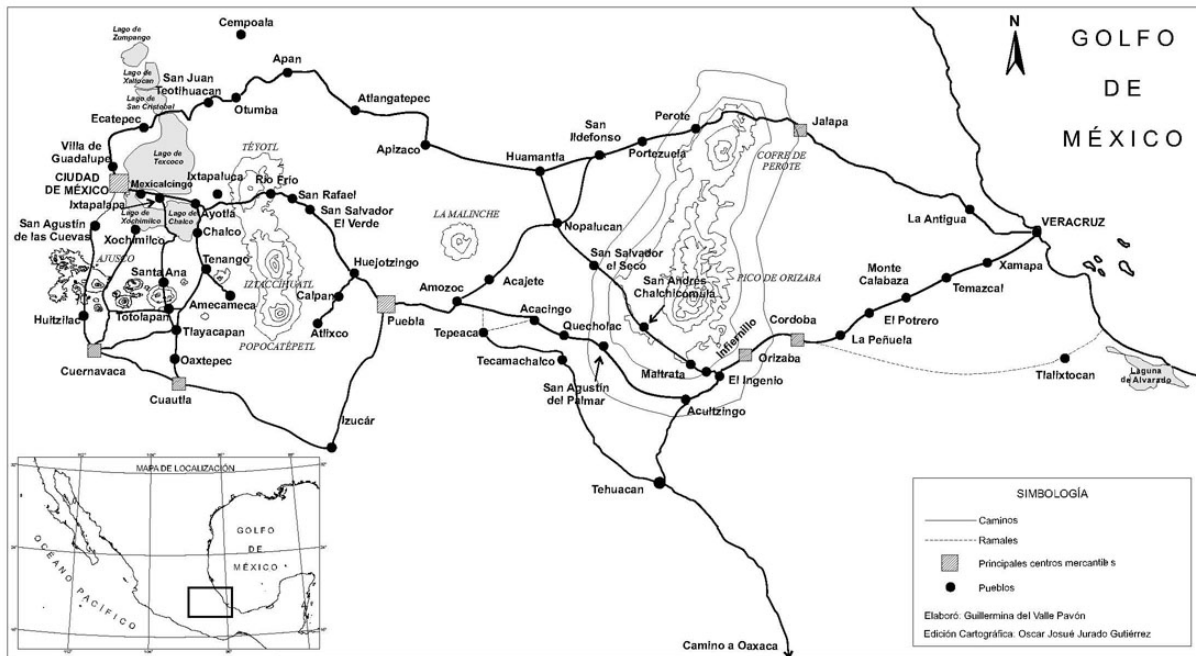 N
GOLFO
DE
MÉXICO
Cempoala
Lago de
Zumpango
Lago de
Xaltocan
Lago de
San Cristobal
San Juan
Teotihuacan
Apan
Otumba
Atlangatepec
Ecatepec
Apizaco
Lago de
Texcoco
Villa de
Guadalupe
CIUDAD
DE MÉXICO
Mexicalcingo
Ixtapalapa
Ixtapaluca
TÉYOTL
Río Frío
San Rafael
San Salvador
El Verde
Ayotla
Lago de
Xochimilco
Lago de
Chalco
San Agustín
de las Cuevas
Xochimilco
Chalco
AJUSCO
Santa Ana
Tenango
Amecameca
IZTACCIHUATL
POPOCATÉPETL
Huejotzingo
Calpan
Atlixco
Huitzilac
Totolapan
Tlayacapan
Oaxtepec
Cuernavaca
Cuautla
Izucár
Puebla
LA MALINCHE
Huamantla
San
Ildefonso
Portezuela
Perote
Jalapa
COFRE DE
PEROTE
Nopalucan
Acajete
Amozoc
Tepeaca
Acacingo
Quecholac
Tecamachalco
San Salvador
el Seco
San Andrés
Chalchicomula
PICO DE ORIZABA
San Agustín
del Palmar
Maltrata
Infiernillo
El Ingenio
Acultzingo
Orizaba
Cordoba
La Peñuela
El Potrero
Monte
Calabaza
Temazcal
Xamapa
La Antigua
VERACRUZ
Tlalixtocan
Laguna
de Alvarado
Tehuacan
Camino a Oaxaca
MAPA DE LOCALIZACIÓN
GOLFO
DE
MÉXICO
OCEANO PACÍFICO
SIMBOLOGÍA
Caminos
Ramales
Principales centros mercantiles
Pueblos
Elaboró: Guillermina del Valle Pavón
Edición Cartográfica: Oscar Josué Jurado Gutiérrez